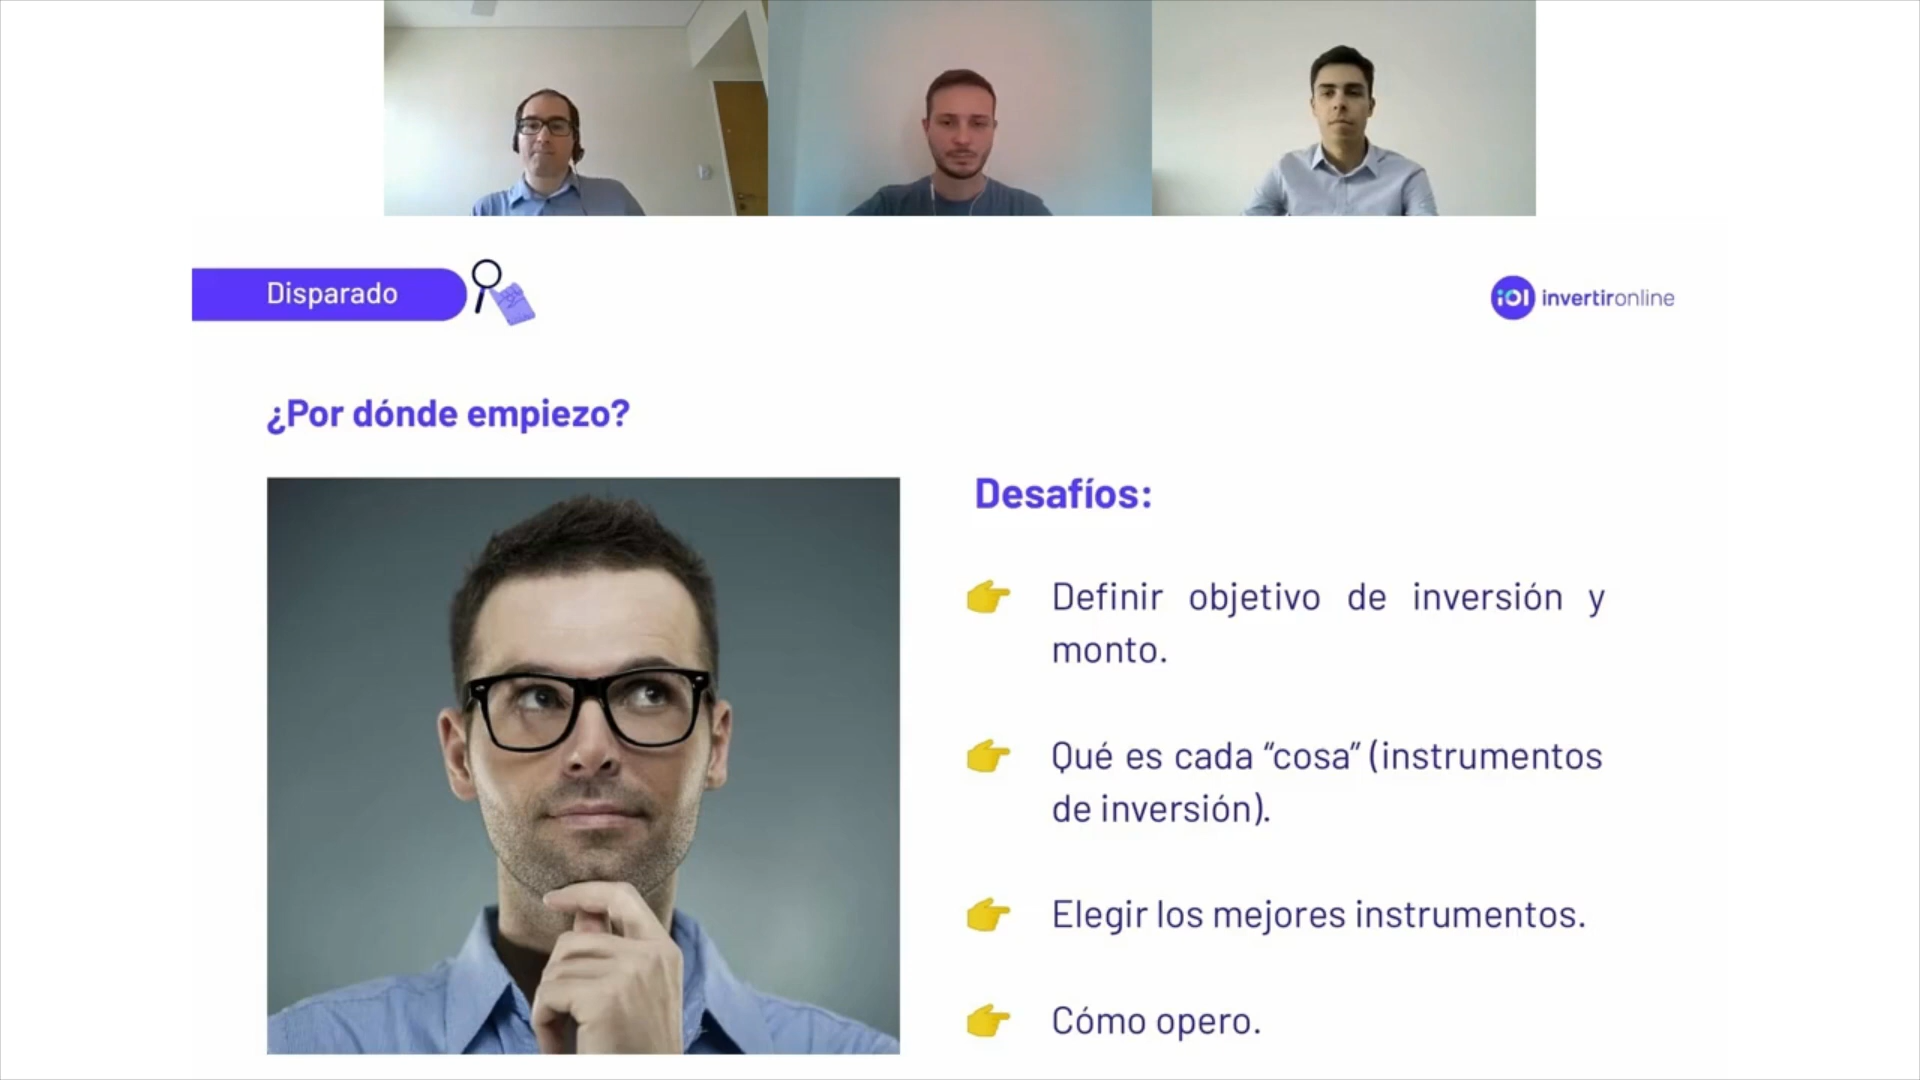 Disparado
iOl invertironline
¿Por dónde empiezo?
Desafíos:
Definir objetivo de inversión y
monto.
Qué es cada “cosa” (instrumentos
de inversión).
Elegir los mejores instrumentos.
Cómo opero.